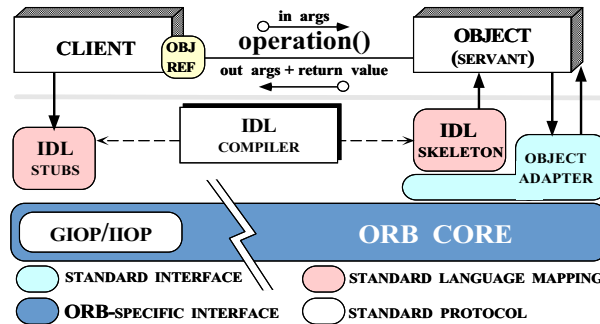 in args
CLIENT
OBJ
REF
operation()
OBJECT
(SERVANT)
out args + return value
IDL
STUBS
IDL
COMPILER
IDL
SKELETON
OBJECT
ADAPTER
GIOP/IIOP
ORB CORE
STANDARD INTERFACE
STANDARD LANGUAGE MAPPING
ORB-SPECIFIC INTERFACE
STANDARD PROTOCOL